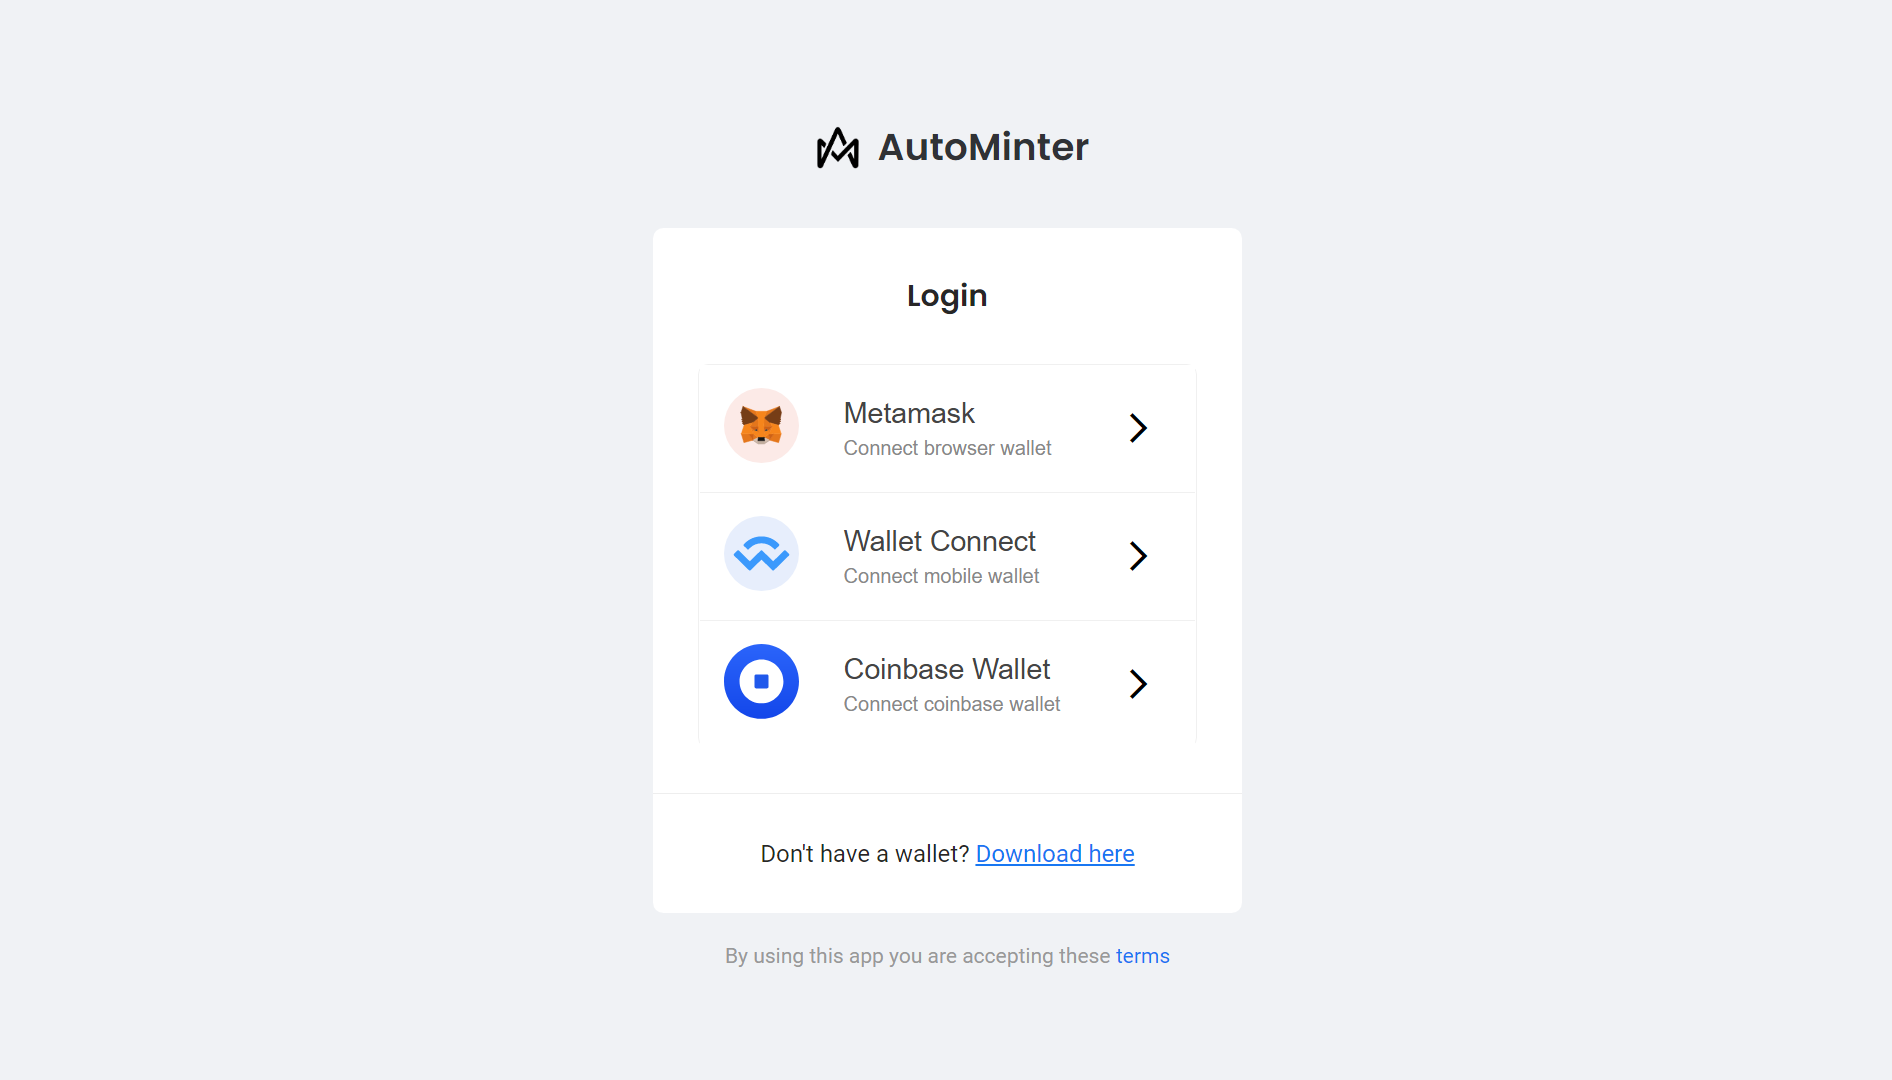 AutoMinter
Login
Metamask
Connect browser wallet
Wallet Connect
Connect mobile wallet
Coinbase Wallet
Connect coinbase wallet
Don't have a wallet? Download here
By using this app you are accepting these terms